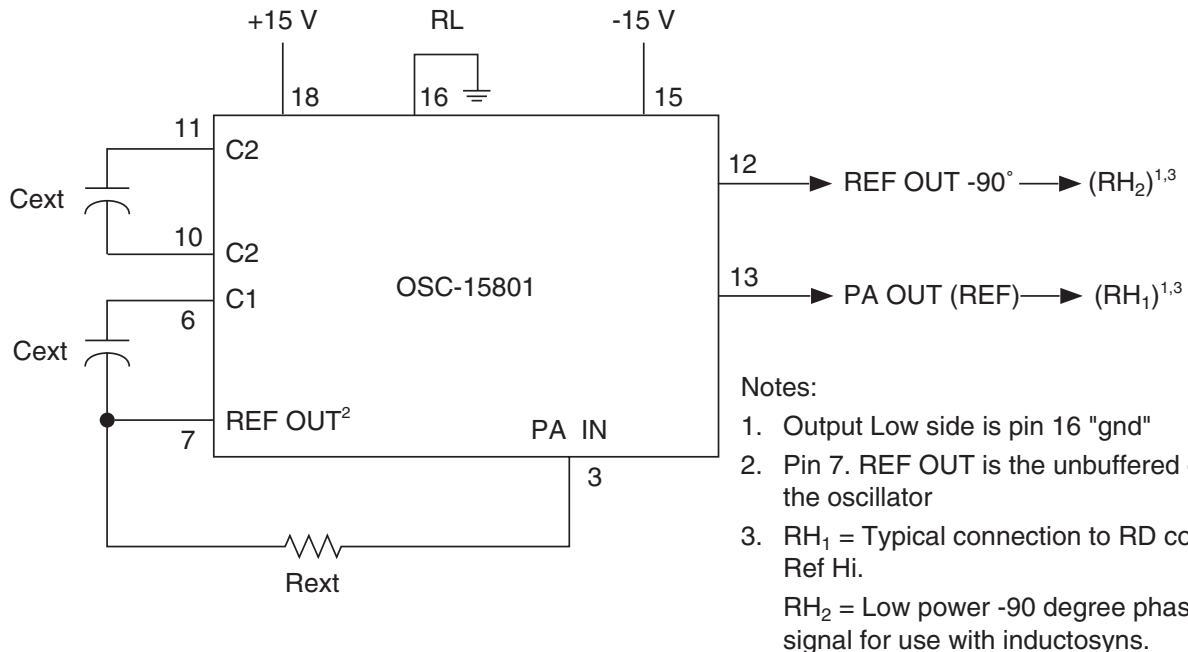 +15 V
RL
-15 V
18
16
15
11
C2
12
REF OUT -90° (RH₂)¹,³
Cext
10
C2
OSC-15801
13
C1
PA OUT (REF) (RH₁)¹,³
6
Cext
Notes:
REF OUT²
PA IN
7
1. Output Low side is pin 16 "gnd"
3
2. Pin 7. REF OUT is the unbuffered
the oscillator
Rext
3. RH₁ = Typical connection to RD
Ref Hi.
RH₂ = Low power -90 degree
signal for use with inductosyns.